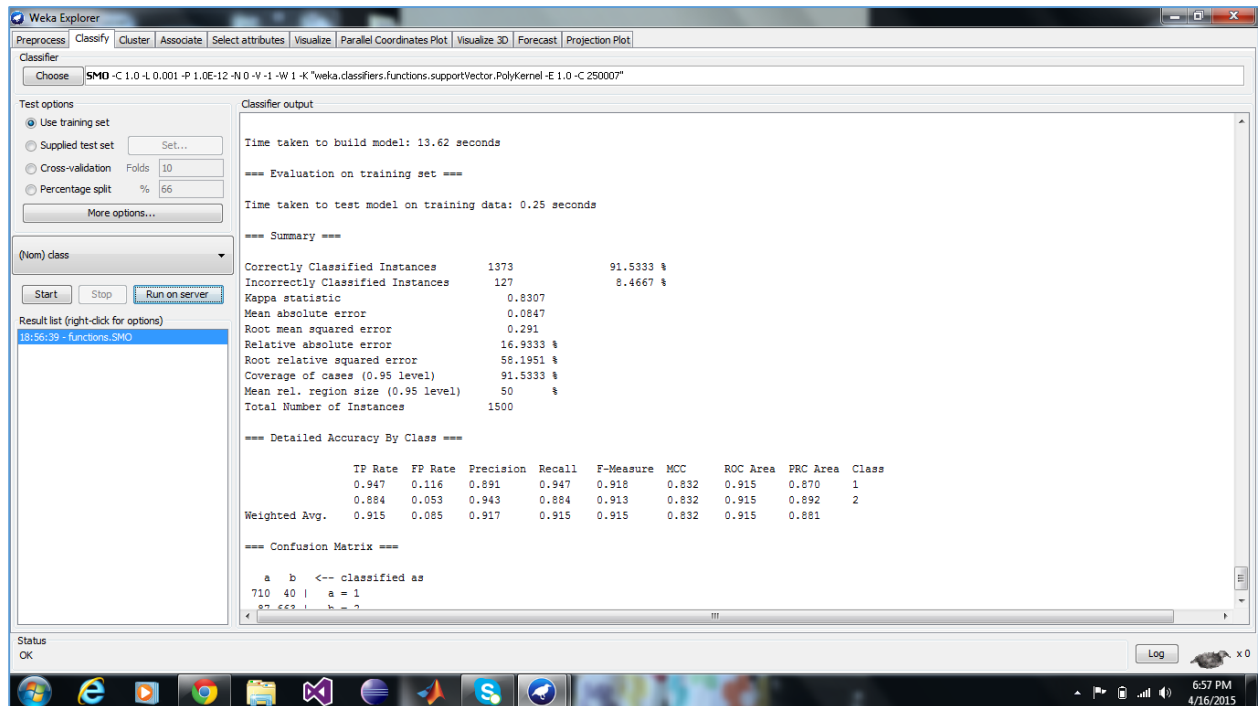 Weka Explorer
Preprocess Classify Cluster Associate Select attributes Visualize Parallel Coordinates Plot Visualize 3D Forecast Projection Plot
Classifier
Choose SMO -C 1.0 -L 0.001 -P 1.0E-12 -N 0 -V -1 -W 1 -K "weka.classifiers.functions.supportVector.PolyKernel -E 1.0 -C 250007"
Test options
Use training set
Supplied test set Set...
Cross-validation Folds 10
Percentage split % 66
More options...
(Nom) class
Start Stop Run on server
Result list (right-click for options)
18:56:39 - functions.SMO
Classifier output
Time taken to build model: 13.62 seconds
=== Evaluation on training set ===
Time taken to test model on training data: 0.25 seconds
=== Summary ===
Correctly Classified Instances 1373 91.5333 %
Incorrectly Classified Instances 127 8.4667 %
Kappa statistic 0.8307
Mean absolute error 0.0847
Root mean squared error 0.291
Relative absolute error 16.9333 %
Root relative squared error 58.1951 %
Coverage of cases (0.95 level) 91.5333 %
Mean rel. region size (0.95 level) 50 %
Total Number of Instances 1500
=== Detailed Accuracy By Class ===
TP Rate FP Rate Precision Recall F-Measure MCC ROC Area PRC Area Class
0.947 0.116 0.891 0.947 0.918 0.832 0.915 0.870 1
0.884 0.053 0.943 0.884 0.913 0.832 0.915 0.892 2
Weighted Avg. 0.915 0.085 0.917 0.915 0.915 0.832 0.915 0.881
=== Confusion Matrix ===
a b <-- classified as
710 40 | a = 1
87 663 | b = 2
Status
OK
Log x 0
6:57 PM
4/16/2015